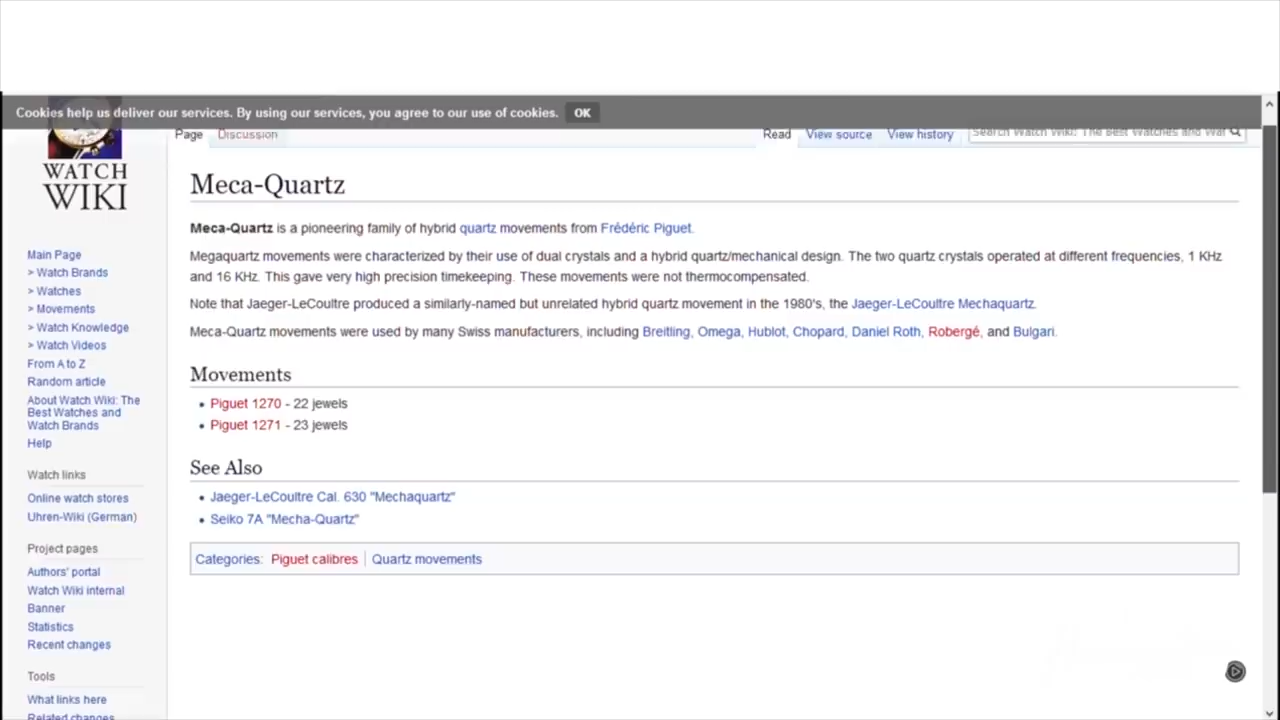 Cookies help us deliver our services. By using our services, you agree to our use of cookies. OK
Page Discussion Read View source View history Search Watch Wiki: The Best Watches and Wat
WATCH
WIKI
Main Page
> Watch Brands
> Watches
> Movements
> Watch Knowledge
> Watch Videos
From A to Z
Random article
About Watch Wiki: The
Best Watches and
Watch Brands
Help
Watch links
Online watch stores
Uhren-Wiki (German)
Project pages
Authors' portal
Watch Wiki internal
Banner
Statistics
Recent changes
Tools
What links here
Related changes
Meca-Quartz
Meca-Quartz is a pioneering family of hybrid quartz movements from Frédéric Piguet.
Megaquartz movements were characterized by their use of dual crystals and a hybrid quartz/mechanical design. The two quartz crystals operated at different frequencies, 1 KHz
and 16 KHz. This gave very high precision timekeeping. These movements were not thermocompensated.
Note that Jaeger-LeCoultre produced a similarly-named but unrelated hybrid quartz movement in the 1980's, the Jaeger-LeCoultre Mechaquartz.
Meca-Quartz movements were used by many Swiss manufacturers, including Breitling, Omega, Hublot, Chopard, Daniel Roth, Robergé, and Bulgari.
Movements
• Piguet 1270 - 22 jewels
• Piguet 1271 - 23 jewels
See Also
• Jaeger-LeCoultre Cal. 630 "Mechaquartz"
• Seiko 7A "Mecha-Quartz"
Categories: Piguet calibres | Quartz movements